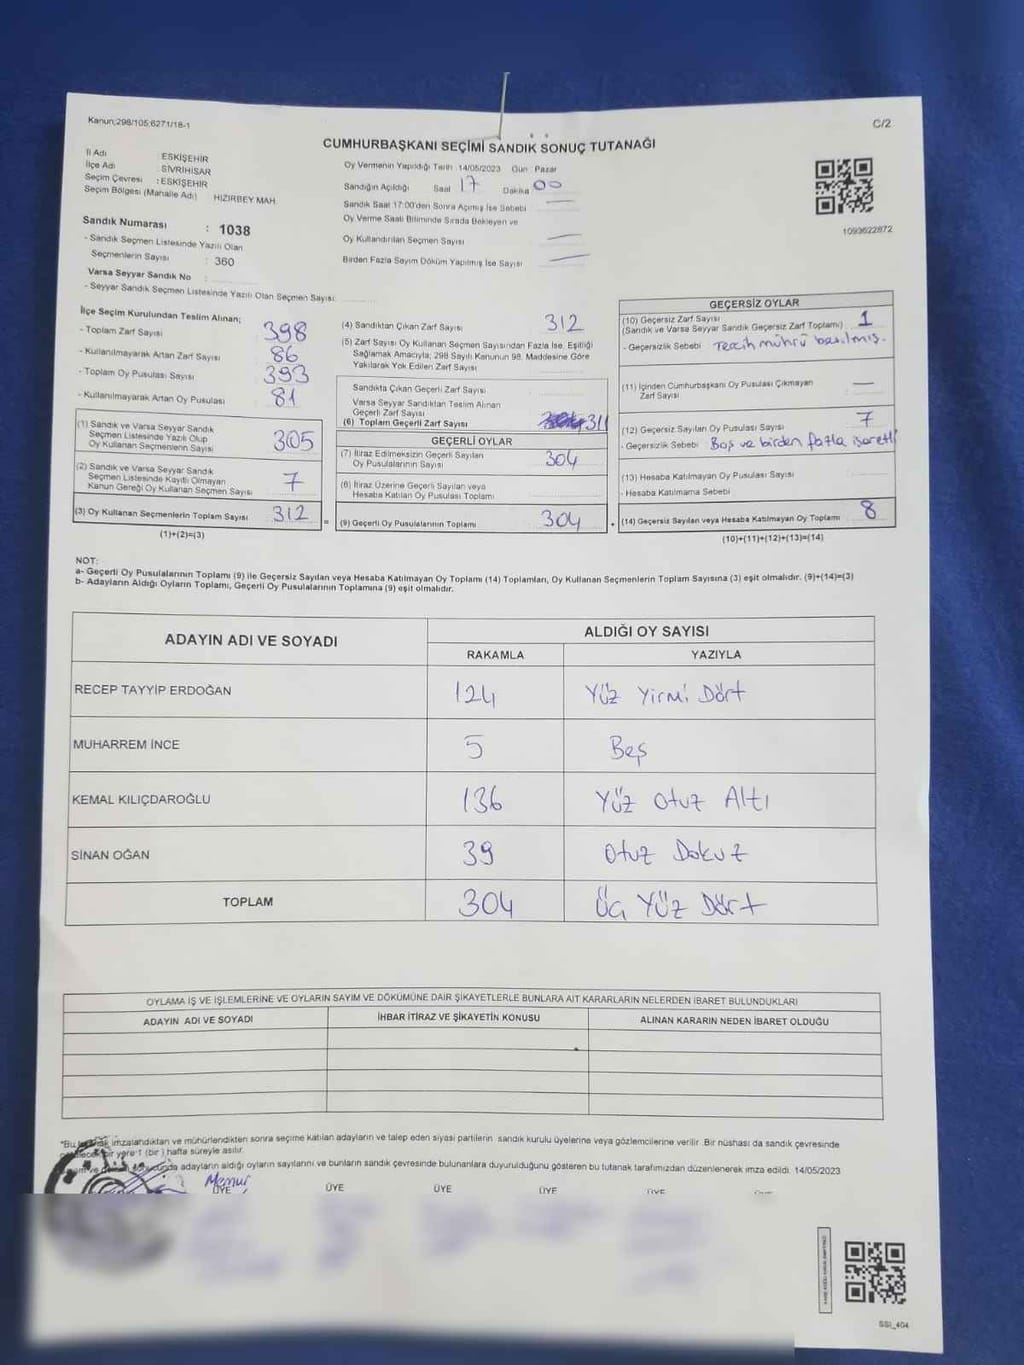 Kanun;298/105;6271/18-1
C/2
CUMHURBAŞKANI SEÇİMİ SANDIK SONUÇ TUTANAĞI
İl Adı : ESKİŞEHİR
İlçe Adı : SİVRİHİSAR
Seçim Çevresi : ESKİŞEHİR
Seçim Bölgesi (Mahalle Adı) HIZIRBEY MAH.
Sandık Numarası : 1038
- Sandık Seçmen Listesinde Yazılı Olan
Seçmenlerin Sayısı : 360
Varsa Seyyar Sandık No :
- Seyyar Sandık Seçmen Listesinde Yazılı Olan Seçmen Sayısı:
Oy Vermenin Yapıldığı Tarih 14/05/2023 Gün : Pazar
Sandığın Açıldığı Saat 17 Dakika 00
Sandık Saat 17:00'den Sonra Açılmış İse Sebebi —
Oy Verme Saati Bitiminde Sırada Bekleyen ve
Oy Kullandırılan Seçmen Sayısı —
Birden Fazla Sayım Döküm Yapılmış İse Sayısı —
1093622872
İlçe Seçim Kurulundan Teslim Alınan;
- Toplam Zarf Sayısı 398
- Kullanılmayarak Artan Zarf Sayısı 86
- Toplam Oy Pusulası Sayısı 393
- Kullanılmayarak Artan Oy Pusulası 81
(1) Sandık ve Varsa Seyyar Sandık
Seçmen Listesinde Yazılı Olup
Oy Kullanan Seçmenlerin Sayısı 305
(2) Sandık ve Varsa Seyyar Sandık
Seçmen Listesinde Kayıtlı Olmayan
Kanun Gereği Oy Kullanan Seçmen Sayısı 7
(3) Oy Kullanan Seçmenlerin Toplam Sayısı 312
(1)+(2)=(3)
(4) Sandıktan Çıkan Zarf Sayısı 312
(5) Zarf Sayısı Oy Kullanan Seçmen Sayısından Fazla İse, Eşitliği
Sağlamak Amacıyla; 298 Sayılı Kanunun 98. Maddesine Göre
Yakılarak Yok Edilen Zarf Sayısı
Sandıkta Çıkan Geçerli Zarf Sayısı
Varsa Seyyar Sandıktan Teslim Alınan
Geçerli Zarf Sayısı
(6) Toplam Geçerli Zarf Sayısı 311
GEÇERLİ OYLAR
(7) İtiraz Edilmeksizin Geçerli Sayılan
Oy Pusulalarının Sayısı 304
(8) İtiraz Üzerine Geçerli Sayılan veya
Hesaba Katılan Oy Pusulası Toplamı
= (9) Geçerli Oy Pusulalarının Toplamı 304 +
GEÇERSİZ OYLAR
(10) Geçersiz Zarf Sayısı 1
(Sandık ve Varsa Seyyar Sandık Geçersiz Zarf Toplamı)
- Geçersizlik Sebebi Tercih mührü basılmış.
(11) İçinden Cumhurbaşkanı Oy Pusulası Çıkmayan
Zarf Sayısı —
(12) Geçersiz Sayılan Oy Pusulası Sayısı 7
- Geçersizlik Sebebi Boş ve birden fazla işaretli
(13) Hesaba Katılmayan Oy Pusulası Sayısı
- Hesaba Katılmama Sebebi
(14) Geçersiz Sayılan veya Hesaba Katılmayan Oy Toplamı 8
(10)+(11)+(12)+(13)=(14)
NOT:
a- Geçerli Oy Pusulalarının Toplamı (9) ile Geçersiz Sayılan veya Hesaba Katılmayan Oy Toplamı (14) Toplamları, Oy Kullanan Seçmenlerin Toplam Sayısına (3) eşit olmalıdır. (9)+(14)=(3)
b- Adayların Aldığı Oyların Toplamı, Geçerli Oy Pusulalarının Toplamına (9) eşit olmalıdır.
ADAYIN ADI VE SOYADI
ALDIĞI OY SAYISI
RAKAMLA YAZIYLA
RECEP TAYYİP ERDOĞAN 124 Yüz Yirmi Dört
MUHARREM İNCE 5 Beş
KEMAL KILIÇDAROĞLU 136 Yüz Otuz Altı
SİNAN OĞAN 39 Otuz Dokuz
TOPLAM 304 Üç Yüz Dört
OYLAMA İŞ VE İŞLEMLERİNE VE OYLARIN SAYIM VE DÖKÜMÜNE DAİR ŞİKAYETLERLE BUNLARA AİT KARARLARIN NELERDEN İBARET BULUNDUKLARI
ADAYIN ADI VE SOYADI İHBAR İTİRAZ VE ŞİKAYETİN KONUSU ALINAN KARARIN NEDEN İBARET OLDUĞU
"Bu imzalandıktan ve mühürlendikten sonra seçime katılan adayların ve talep eden siyasi partilerin sandık kurulu üyelerine veya gözlemcilerine verilir .Bir nüshası da sandık çevresinde
bir yere 1 (bir ) hafta süreyle asılır.
adayların aldığı oyların sayılarını ve bunların sandık çevresinde bulunanlara duyurulduğunu gösteren bu tutanak tarafımızdan düzenlenerek imza edildi. 14/05/2023
Memur
ÜYE ÜYE ÜYE ÜYE ÜYE
SSİ_404